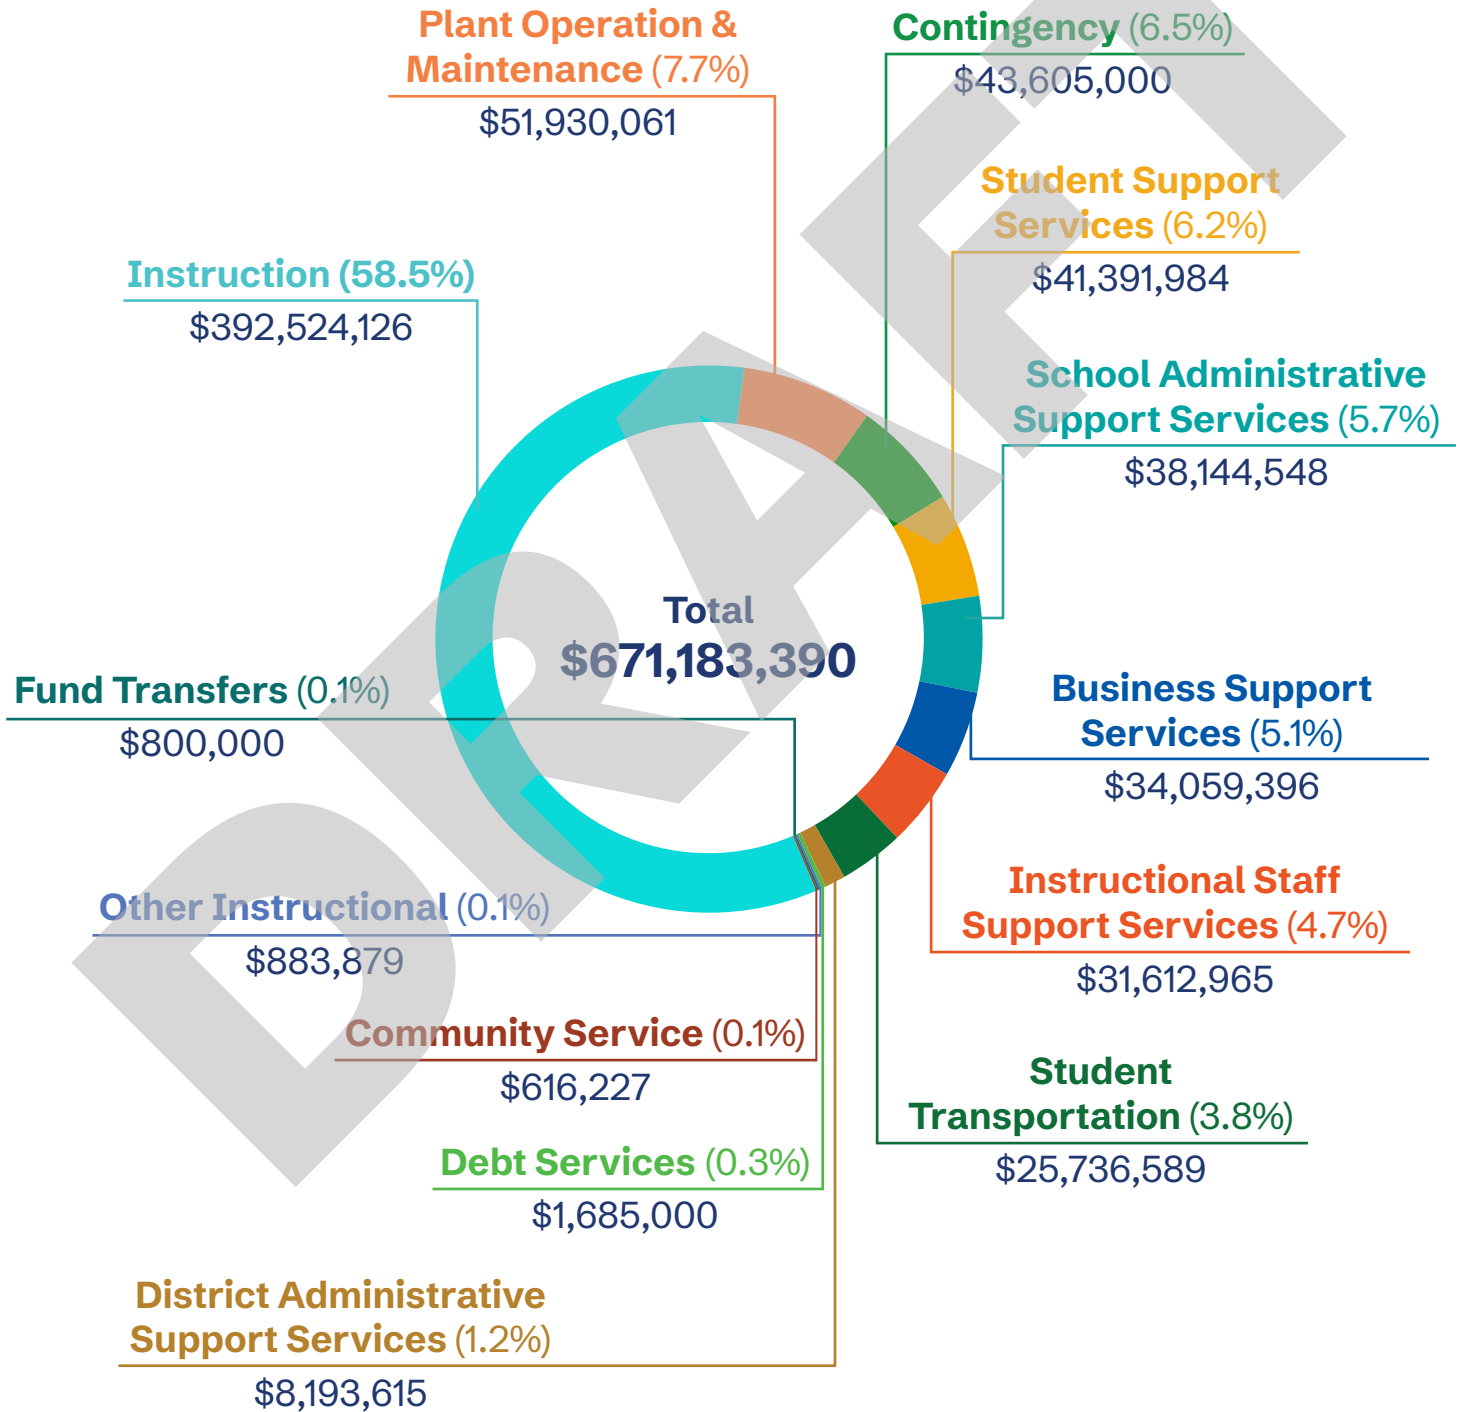 Plant Operation &
Maintenance (7.7%)
$51,930,061
Contingency (6.5%)
$43,605,000
Student Support
Services (6.2%)
$41,391,984
Instruction (58.5%)
$392,524,126
School Administrative
Support Services (5.7%)
$38,144,548
Total
$671,183,390
Fund Transfers (0.1%)
$800,000
Business Support
Services (5.1%)
$34,059,396
Other Instructional (0.1%)
$883,879
Instructional Staff
Support Services (4.7%)
$31,612,965
Community Service (0.1%)
$616,227
Student
Transportation (3.8%)
$25,736,589
Debt Services (0.3%)
$1,685,000
District Administrative
Support Services (1.2%)
$8,193,615
DRAFT